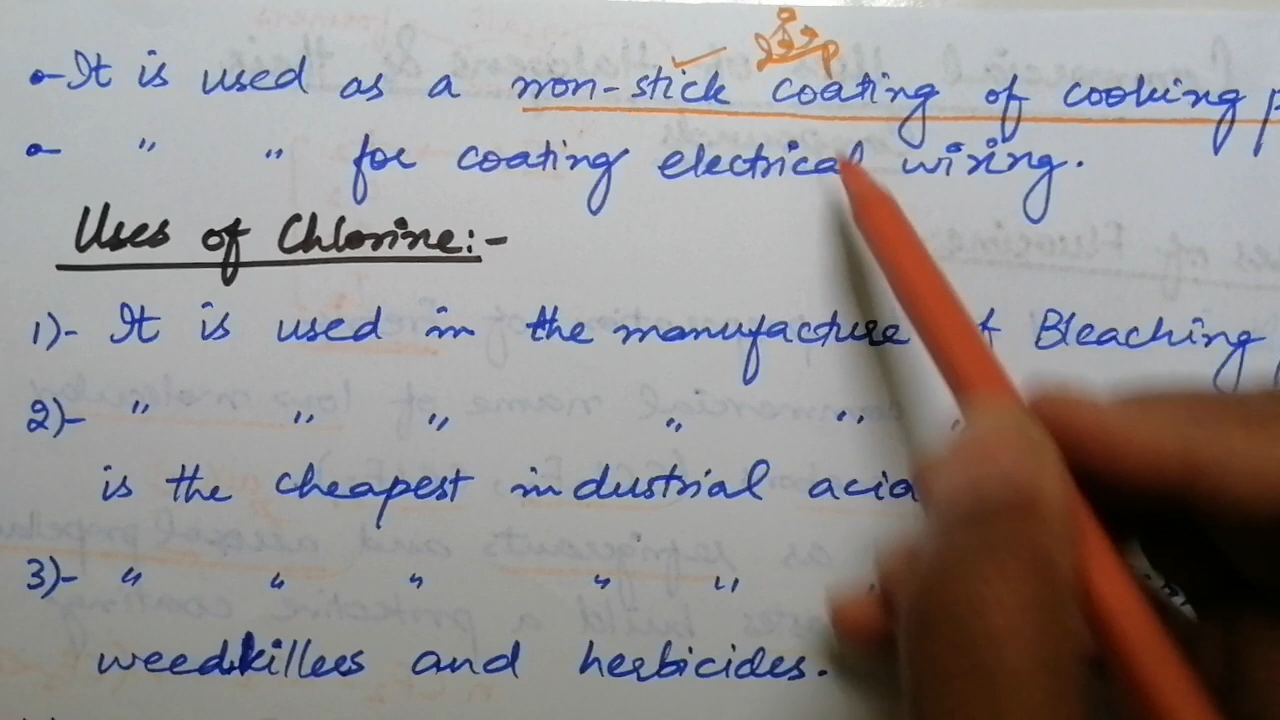 It is used as a non-stick coating of cooking
" " for coating electrical wiring.
Uses of Chlorine:-
1)- It is used in the manufacture of Bleaching
2)- " " " " "
is the cheapest industrial acid
3)- " " " " "
weedkillers and herbicides.